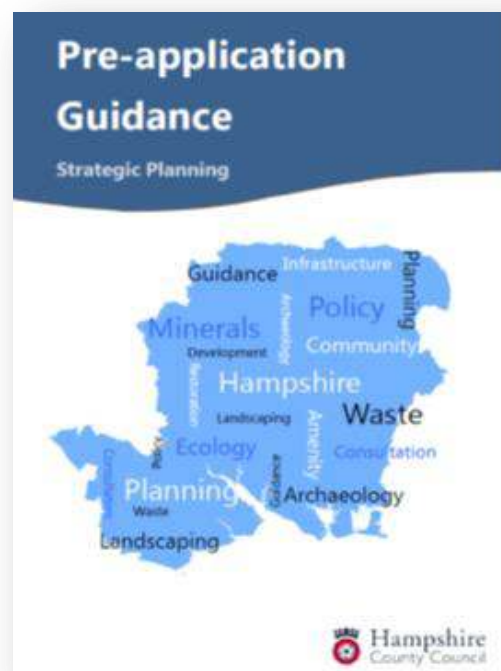 Pre-application
Guidance
Strategic Planning
Guidance
Infrastructure
Planning
Minerals
Archaeology
Policy
Development
Community
Restoration
Hampshire
Landscaping
Amenity
Waste
Policy
Ecology
Consultation
Consultation
Planning
Guidance
Archaeology
Waste
Landscaping
Hampshire
County Council